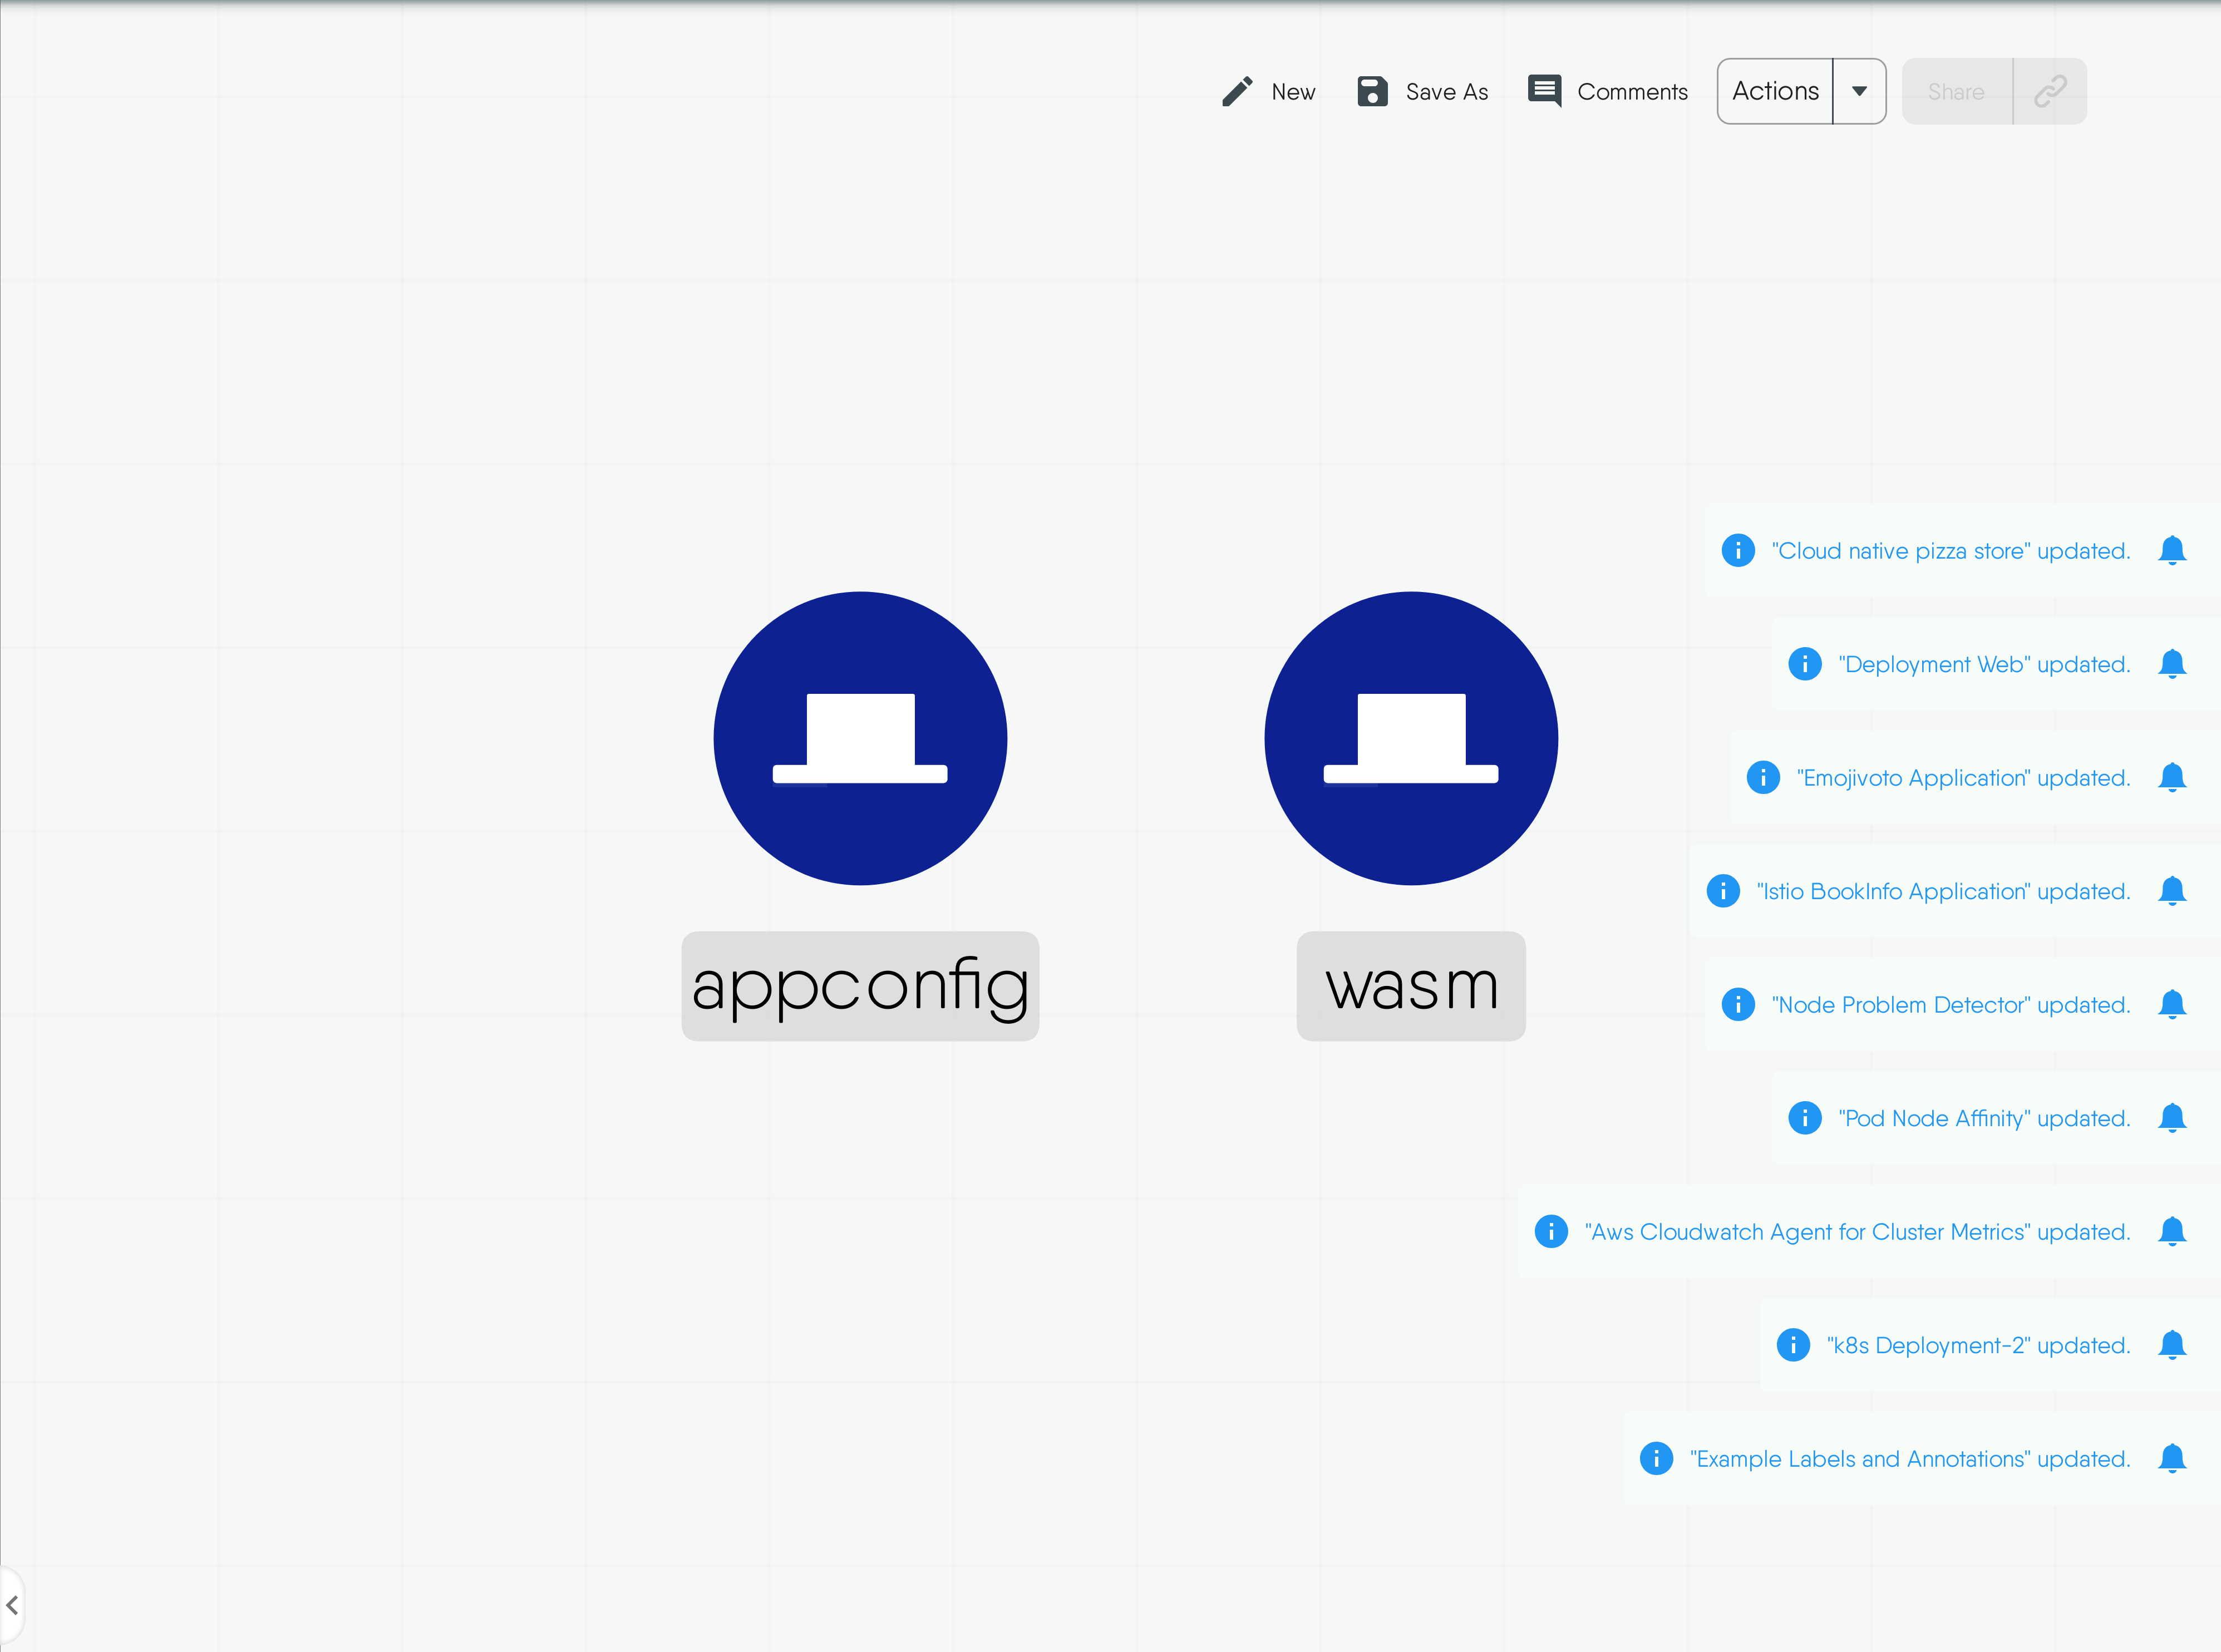 New Save As Comments Actions Share
"Cloud native pizza store" updated.
"Deployment Web" updated.
"Emojivoto Application" updated.
"Istio BookInfo Application" updated.
appconfig wasm
"Node Problem Detector" updated.
"Pod Node Affinity" updated.
"Aws Cloudwatch Agent for Cluster Metrics" updated.
"k8s Deployment-2" updated.
"Example Labels and Annotations" updated.